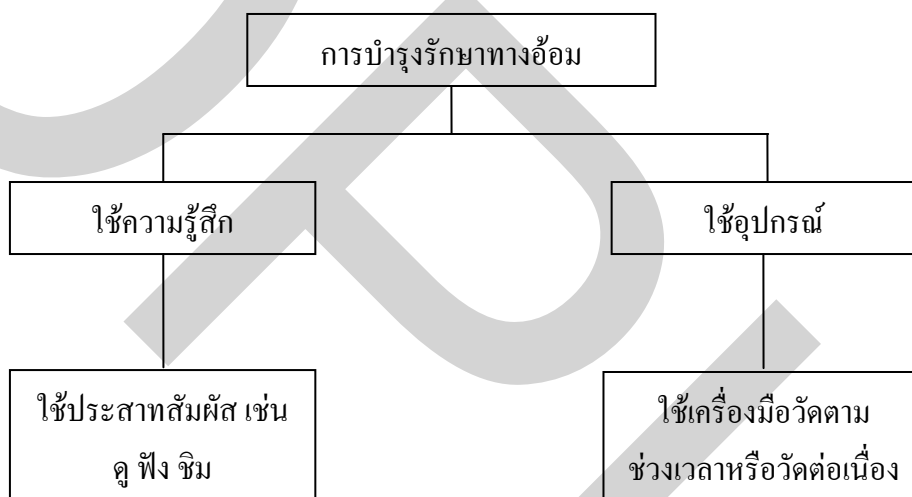 การบำรุงรักษาทางอ้อม
ใช้ความรู้สึก
ใช้อุปกรณ์
ใช้ประสาทสัมผัส เช่น
ดู ฟัง ชิม
ใช้เครื่องมือวัดตาม
ช่วงเวลาหรือวัดต่อเนื่อง